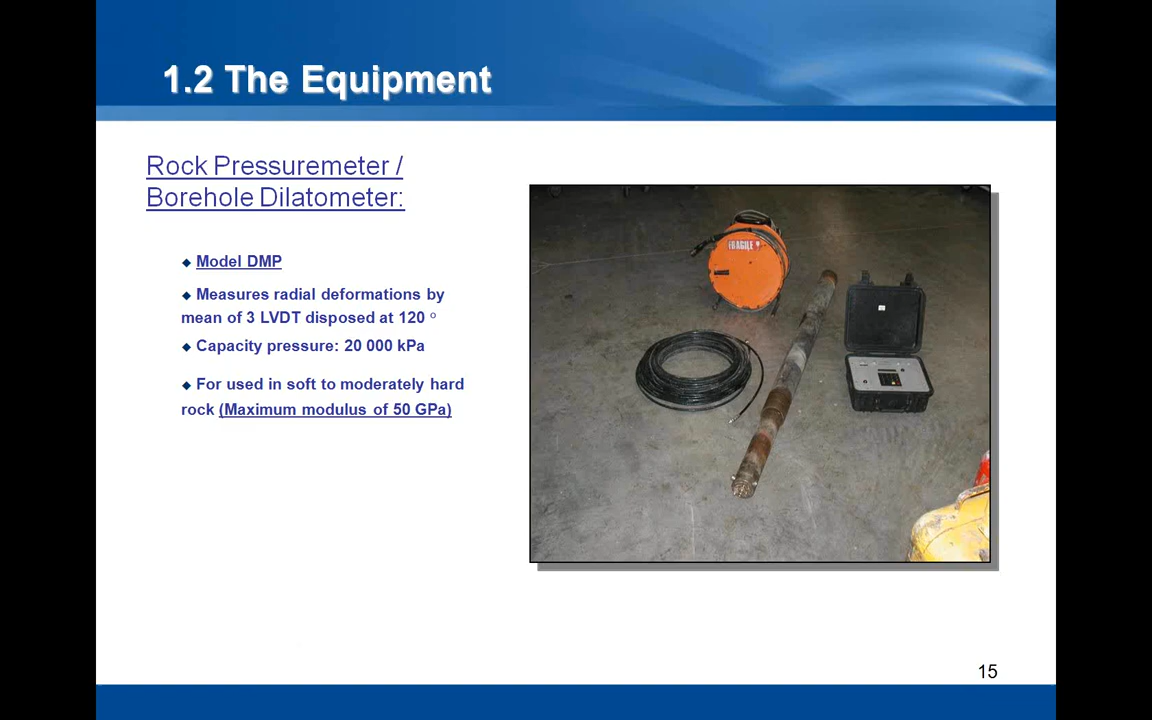 1.2 The Equipment
Rock Pressuremeter /
Borehole Dilatometer:
◆ Model DMP
◆ Measures radial deformations by
mean of 3 LVDT disposed at 120 º
◆ Capacity pressure: 20 000 kPa
◆ For used in soft to moderately hard
rock (Maximum modulus of 50 GPa)
FRAGILE
15